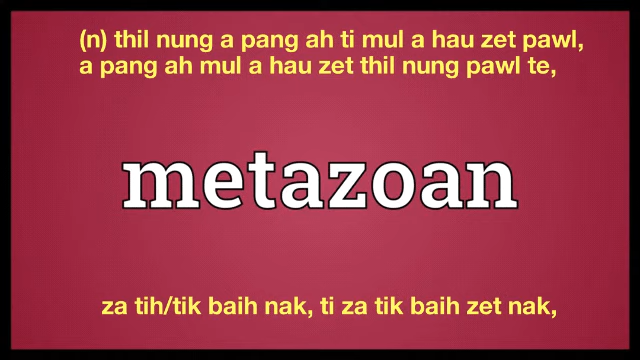 (n) thil nung a pang ah ti mul a hau zet pawl,
a pang ah mul a hau zet thil nung pawl te,
metazoan
za tih/tik baih nak, ti za tik baih zet nak,